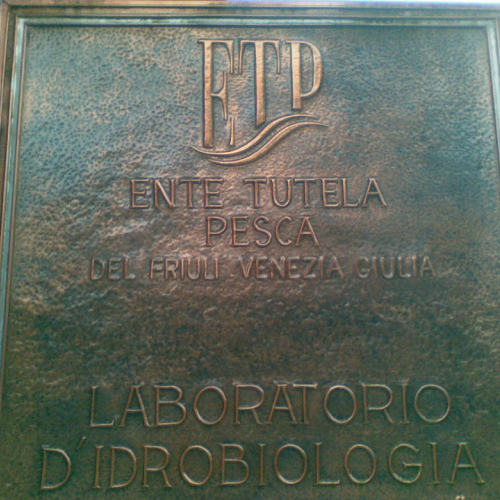 ETP
ENTE TUTELA
PESCA
DEL FRIULI VENEZIA GIULIA
LABORATORIO
D'IDROBIOLOGIA